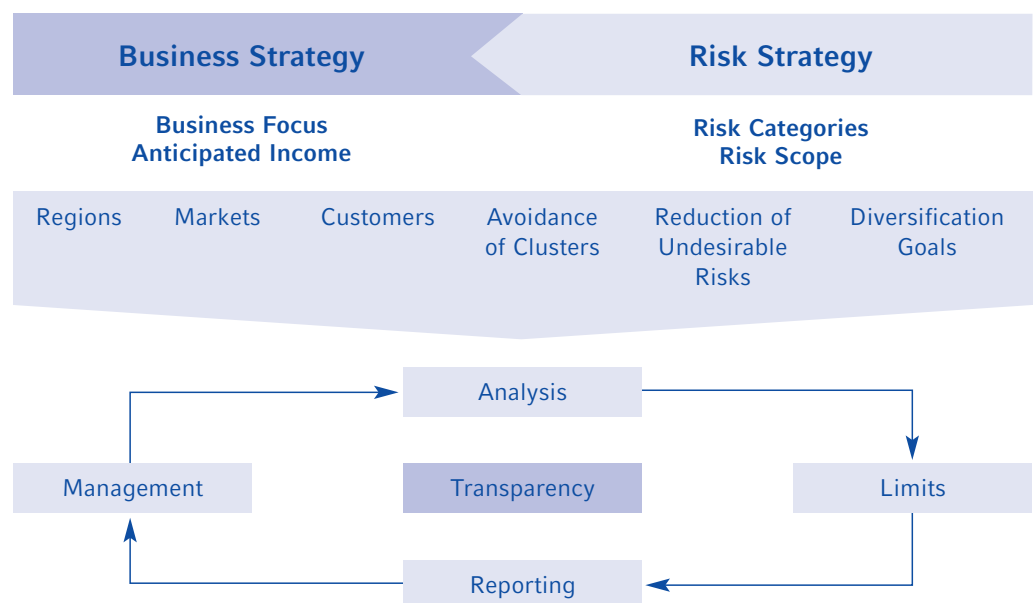 Business Strategy
Risk Strategy
Business Focus
Anticipated Income
Risk Categories
Risk Scope
Regions
Markets
Customers
Avoidance
of Clusters
Reduction of
Undesirable
Risks
Diversification
Goals
Analysis
Management
Transparency
Limits
Reporting